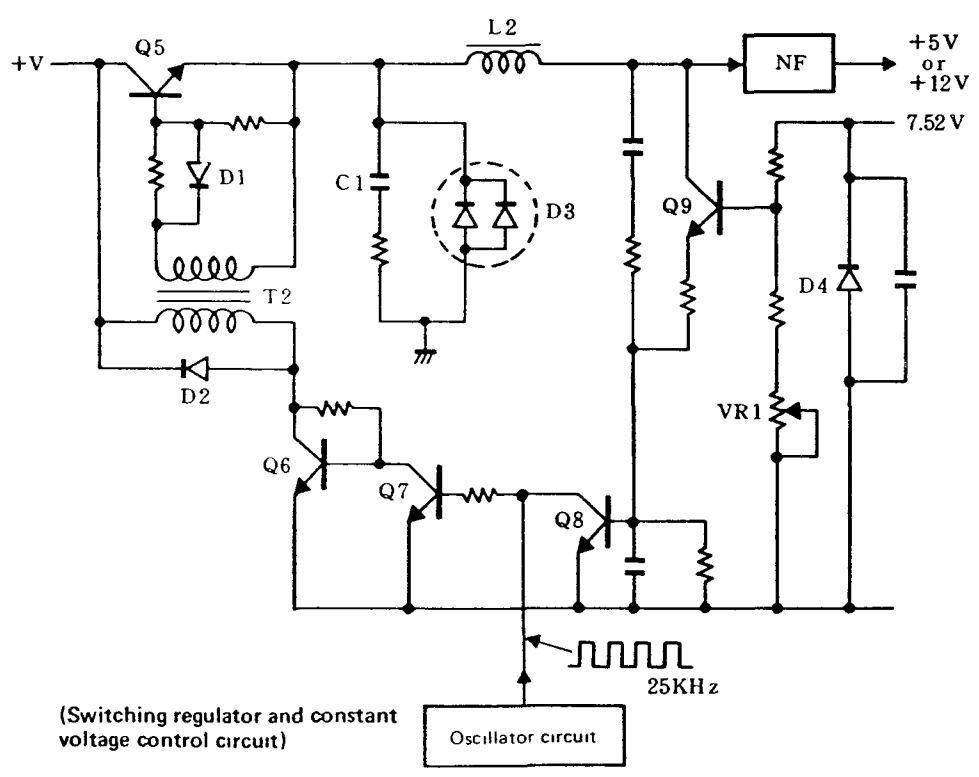 L2
Q5
+V
NF
+5V
or
+12V
7.52V
D1
C1
D3
Q9
T2
D4
D2
VR1
Q6
Q7
Q8
25KHz
(Switching regulator and constant
voltage control circuit)
Oscillator circuit